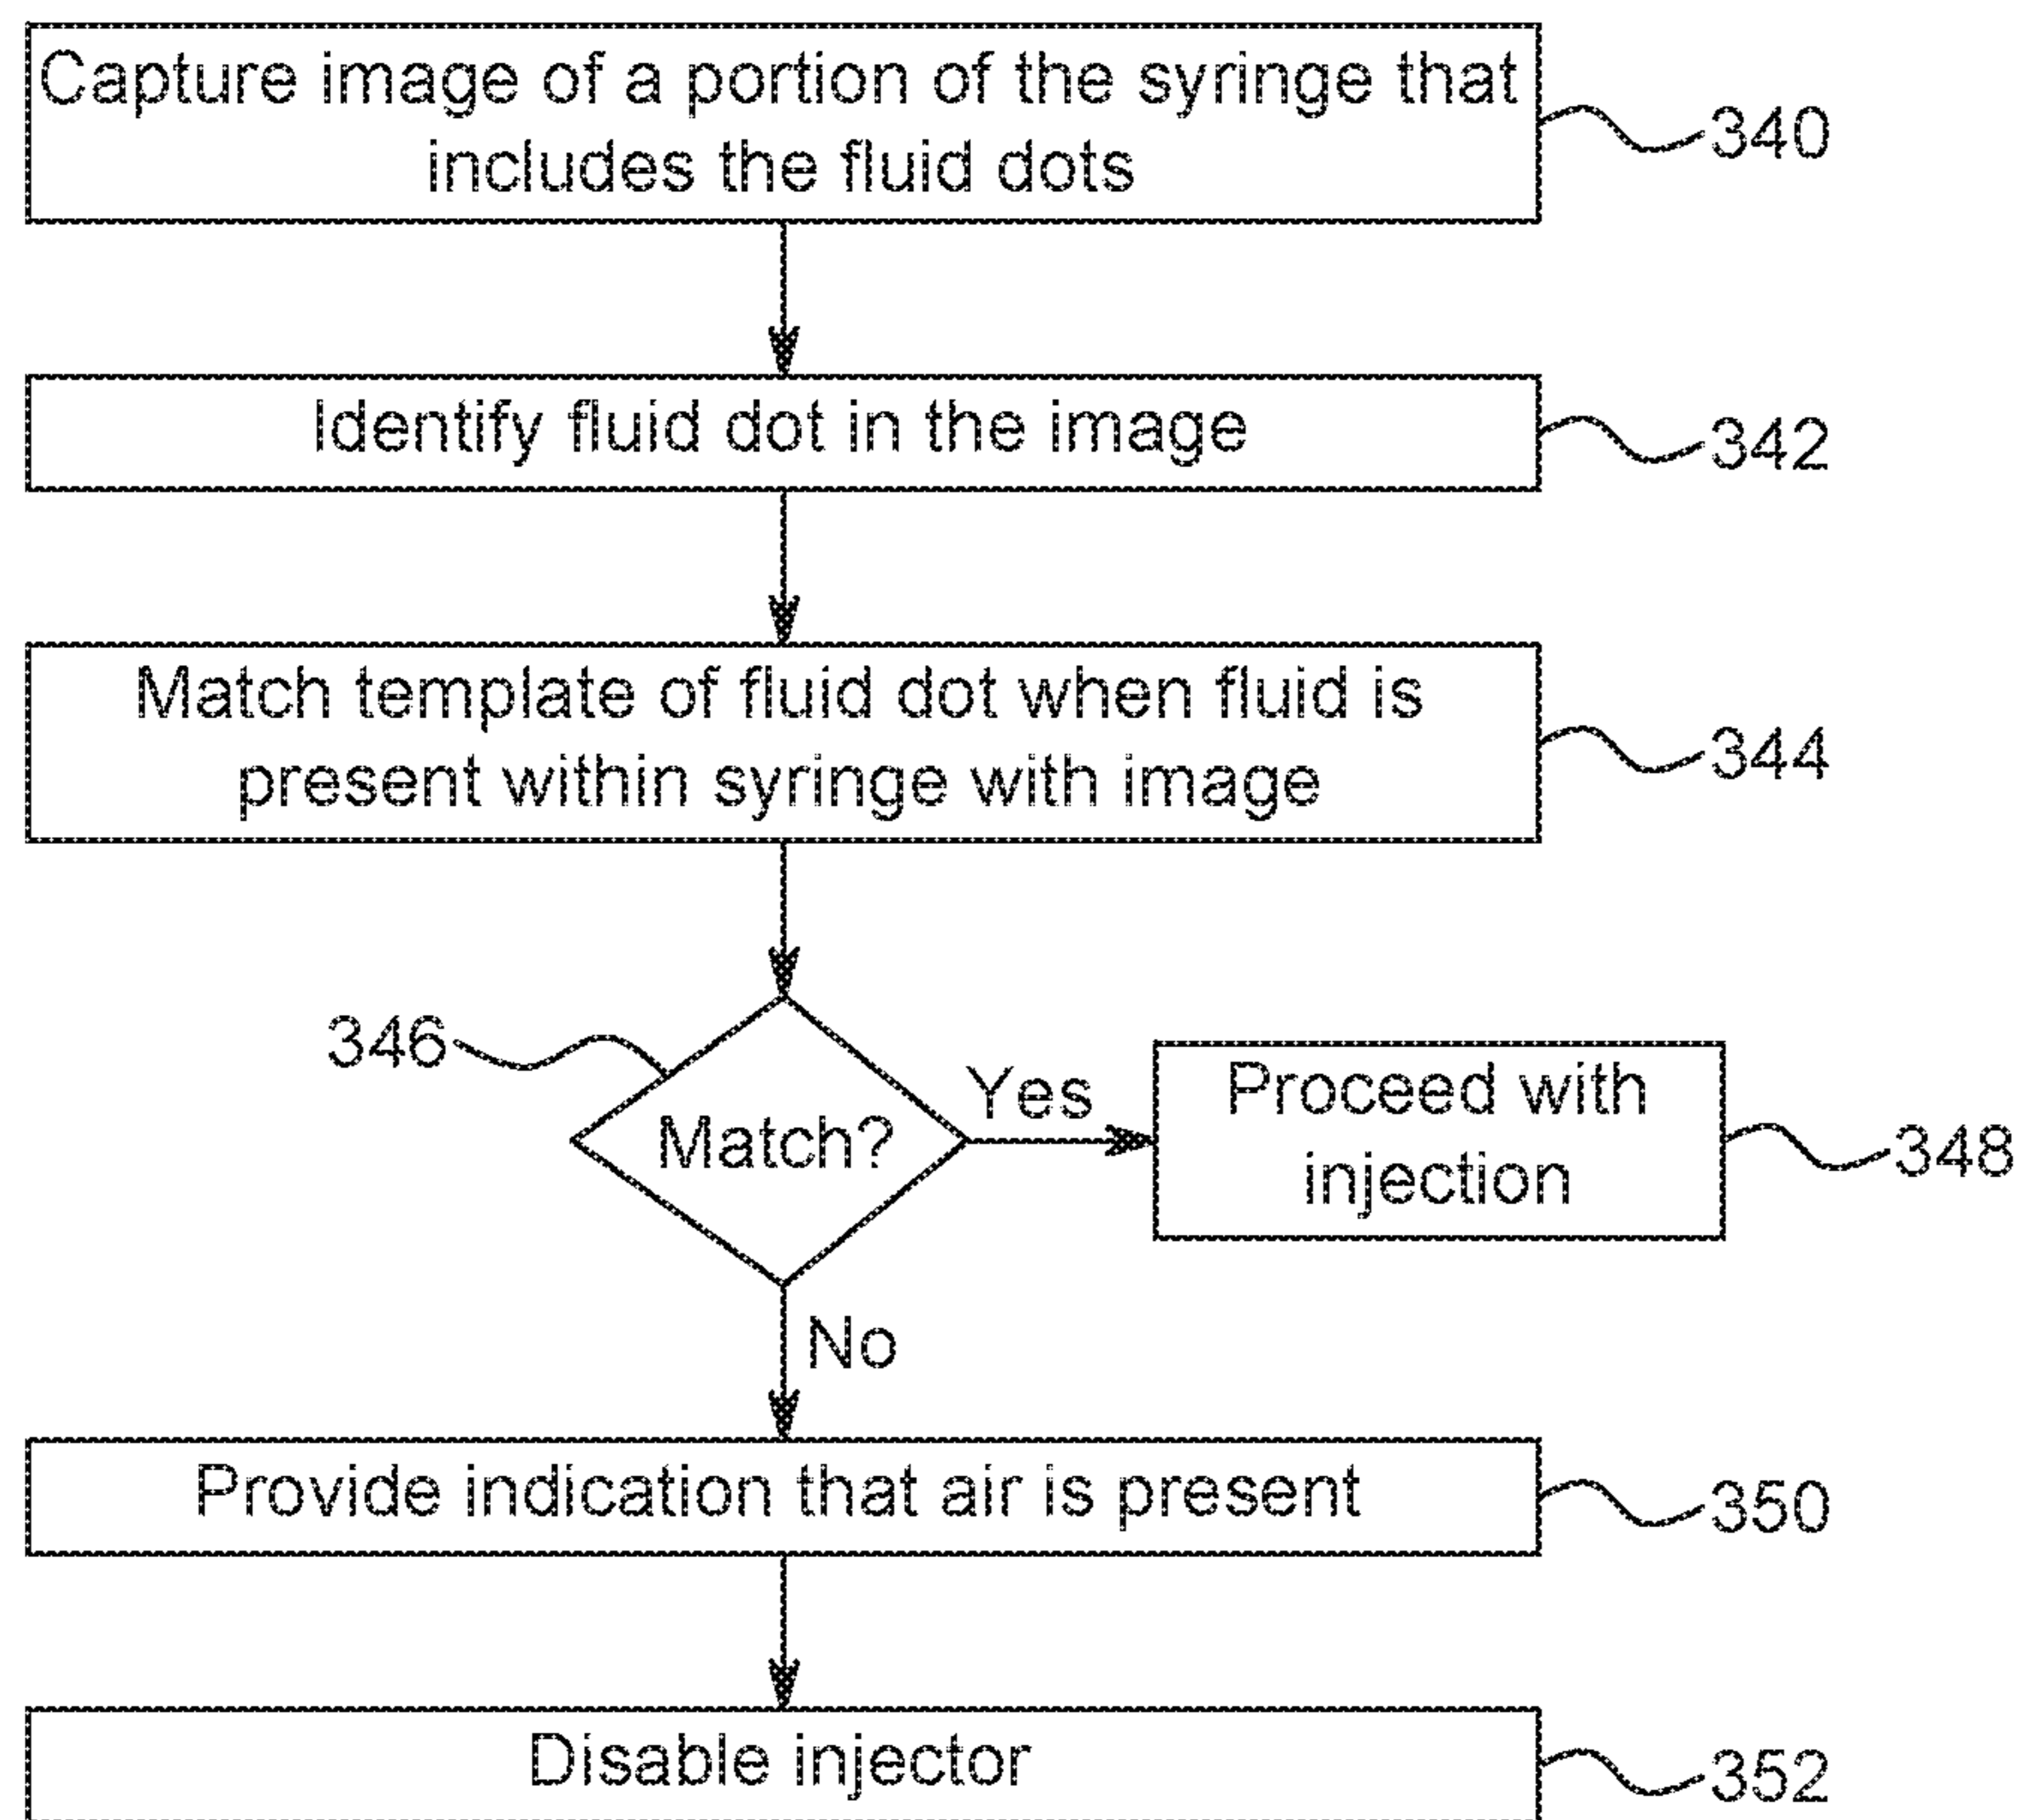 Capture image of a portion of the syringe that
includes the fluid dots
340
Identify fluid dot in the image
342
Match template of fluid dot when fluid is
present within syringe with image
344
346
Match?
Yes
Proceed with
injection
348
No
Provide indication that air is present
350
Disable injector
352